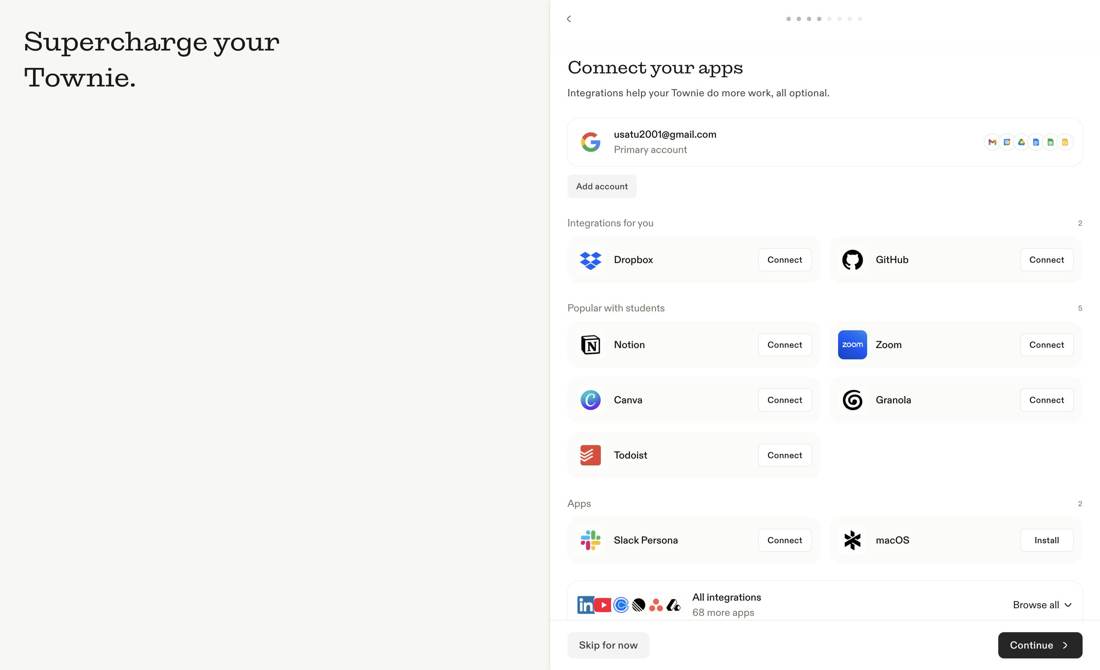 Supercharge your
Townie.
Connect your apps
Integrations help your Townie do more work, all optional.
usatu2001@gmail.com
Primary account
Add account
Integrations for you 2
Dropbox Connect
GitHub Connect
Popular with students 5
Notion Connect
zoom Zoom Connect
Canva Connect
Granola Connect
Todoist Connect
Apps 2
Slack Persona Connect
macOS Install
All integrations
68 more apps
Browse all
Skip for now
Continue